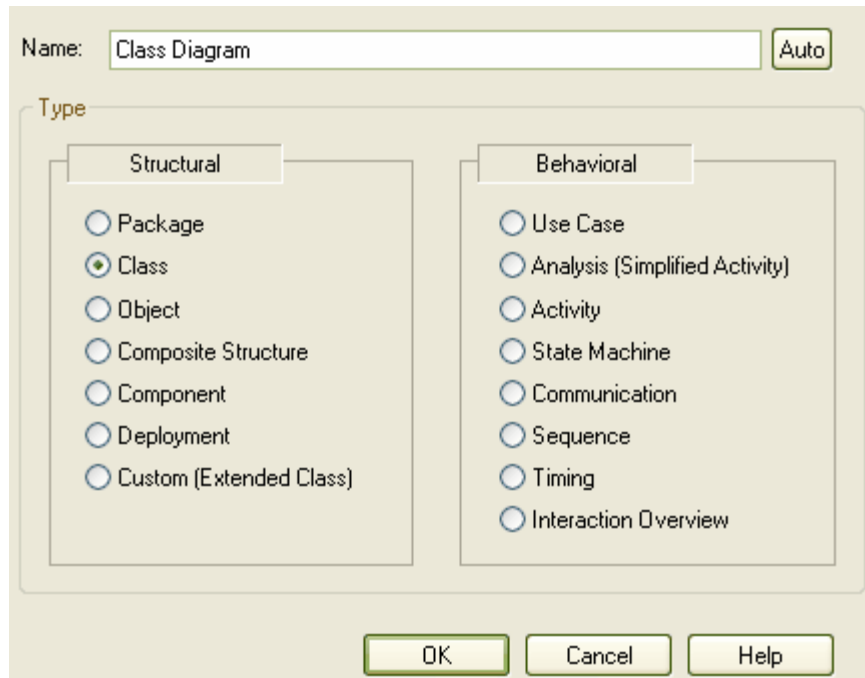 Name: Class Diagram Auto
Type
Structural
Package
Class
Object
Composite Structure
Component
Deployment
Custom (Extended Class)
Behavioral
Use Case
Analysis (Simplified Activity)
Activity
State Machine
Communication
Sequence
Timing
Interaction Overview
OK Cancel Help